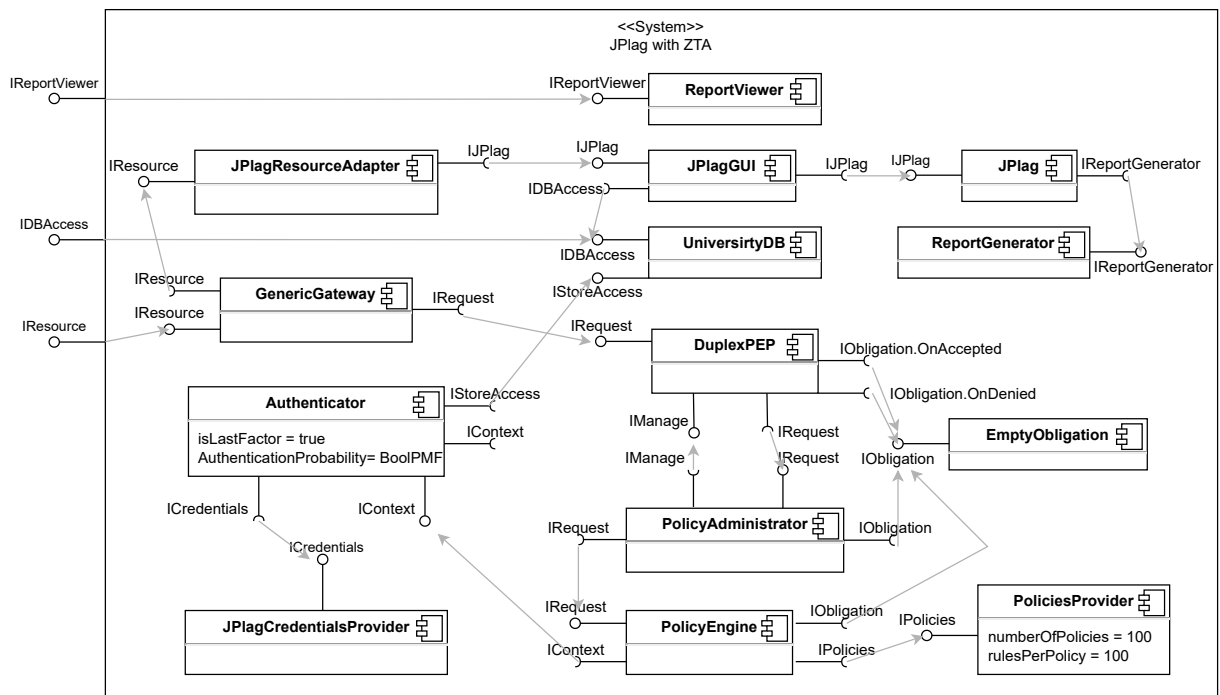 <<System>>
JPlag with ZTA
IReportViewer
IReportViewer
ReportViewer
IResource
JPlagResourceAdapter
IJPlag
IJPlag
JPlagGUI
IJPlag
IJPlag
JPlag
IReportGenerator
IDBAccess
IDBAccess
IDBAccess
UniversirtyDB
ReportGenerator
IReportGenerator
IStoreAccess
IResource
GenericGateway
IRequest
IResource
IResource
IRequest
DuplexPEP
IObligation.OnAccepted
IObligation.OnDenied
Authenticator
isLastFactor = true
AuthenticationProbability= BoolPMF
IStoreAccess
IContext
IManage
IRequest
IManage
IRequest
EmptyObligation
IObligation
ICredentials
IContext
IRequest
PolicyAdministrator
IObligation
ICredentials
JPlagCredentialsProvider
IRequest
IContext
PolicyEngine
IObligation
IPolicies
IPolicies
PoliciesProvider
numberOfPolicies = 100
rulesPerPolicy = 100